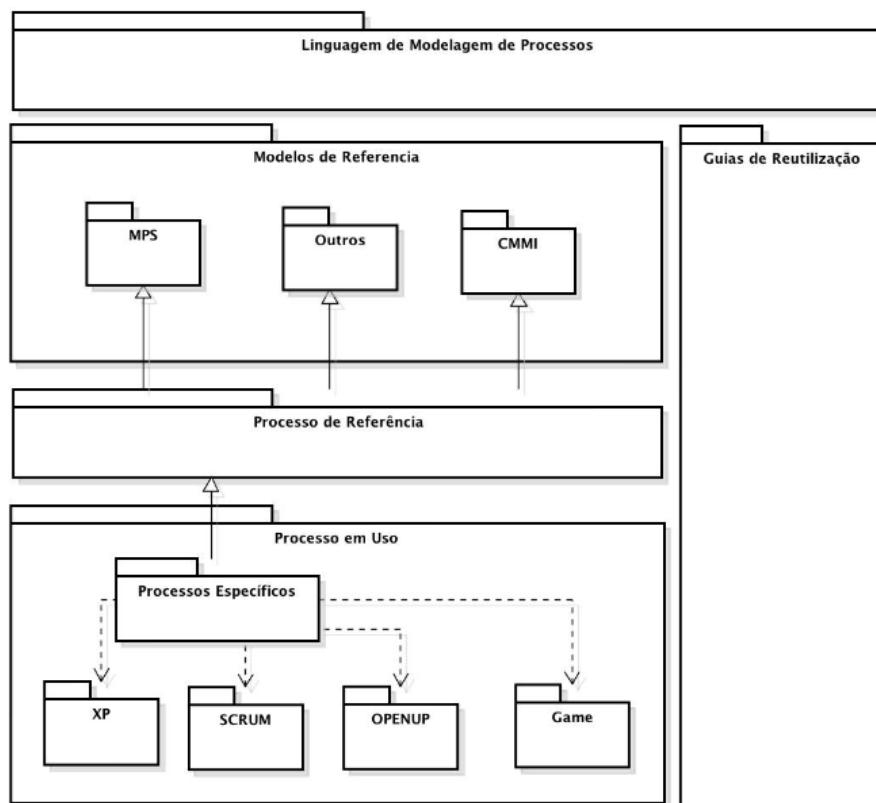 Linguagem de Modelagem de Processos
Modelos de Referencia
Guias de Reutilização
MPS
Outros
CMMI
Processo de Referência
Processo em Uso
Processos Específicos
XP
SCRUM
OPENUP
Game